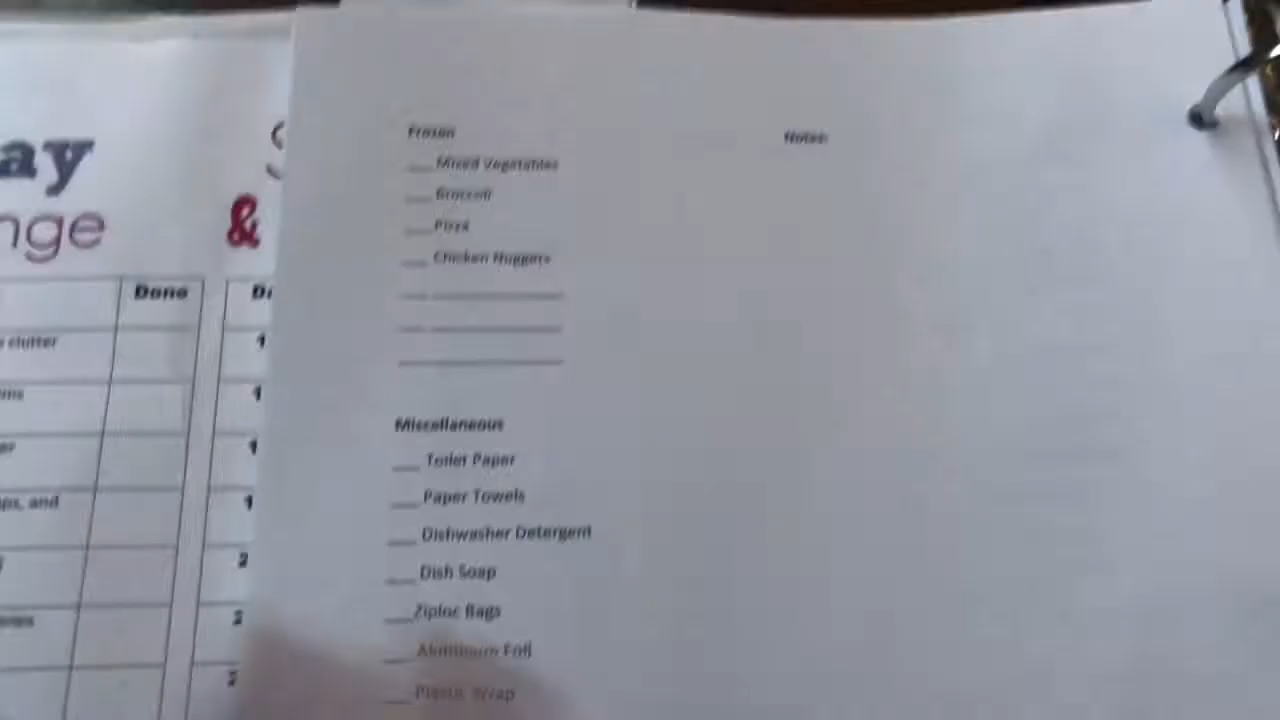 ay
nge
&
Done
clutter
ps, and
1
1
1
1
2
2
2
Frozen
Mixed Vegetables
Broccoli
Pizza
Chicken Nuggets
Notes:
Miscellaneous
Toilet Paper
Paper Towels
Dishwasher Detergent
Dish Soap
Ziploc Bags
Aluminum Foil
Plastic Wrap